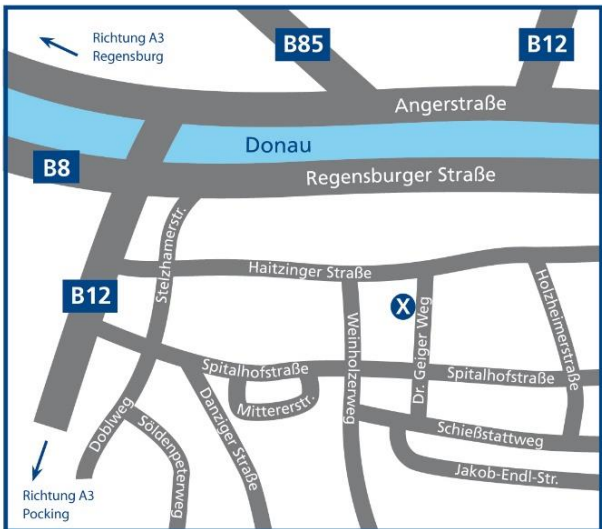 Richtung A3
Regensburg
B85
B12
Angerstraße
Donau
B8
Regensburger Straße
Stelzhamerstr.
Haitzinger Straße
B12
X
Dr. Geiger Weg
Holzheimerstraße
Weinholzerweg
Spitalhofstraße
Spitalhofstraße
Mittererstr.
Danziger Straße
Doblweg
Söldenpeterweg
Schießstattweg
Jakob-Endl-Str.
Richtung A3
Pocking